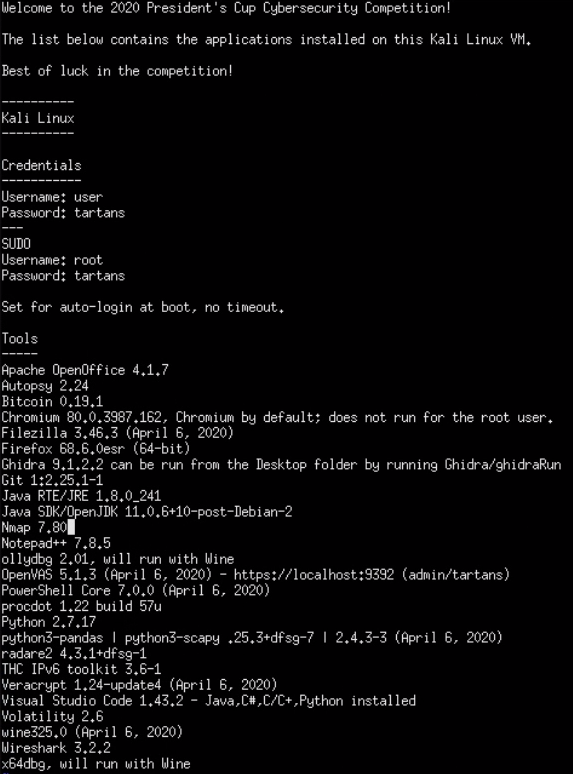 Welcome to the 2020 President's Cup Cybersecurity Competition!
The list below contains the applications installed on this Kali Linux VM.
Best of luck in the competition!
----------
Kali Linux
----------
Credentials
-----------
Username: user
Password: tartans
---
SUDO
Username: root
Password: tartans
Set for auto-login at boot, no timeout.
Tools
-----
Apache OpenOffice 4.1.7
Autopsy 2.24
Bitcoin 0.19.1
Chromium 80.0.3987.162, Chromium by default; does not run for the root user.
Filezilla 3.46.3 (April 6, 2020)
Firefox 68.6.0esr (64-bit)
Ghidra 9.1.2.2 can be run from the Desktop folder by running Ghidra/ghidraRun
Git 1:2.25.1-1
Java RTE/JRE 1.8.0_241
Java SDK/OpenJDK 11.0.6+10-post-Debian-2
Nmap 7.80
Notepad++ 7.8.5
ollydbg 2.01, will run with Wine
OpenVAS 5.1.3 (April 6, 2020) - https://localhost:9392 (admin/tartans)
PowerShell Core 7.0.0 (April 6, 2020)
procdot 1.22 build 57u
Python 2.7.17
python3-pandas | python3-scapy .25.3+dfsg-7 | 2.4.3-3 (April 6, 2020)
radare2 4.3.1+dfsg-1
THC IPv6 toolkit 3.6-1
Veracrypt 1.24-update4 (April 6, 2020)
Visual Studio Code 1.43.2 - Java,C#,C/C+,Python installed
Volatility 2.6
wine325.0 (April 6, 2020)
Wireshark 3.2.2
x64dbg, will run with Wine